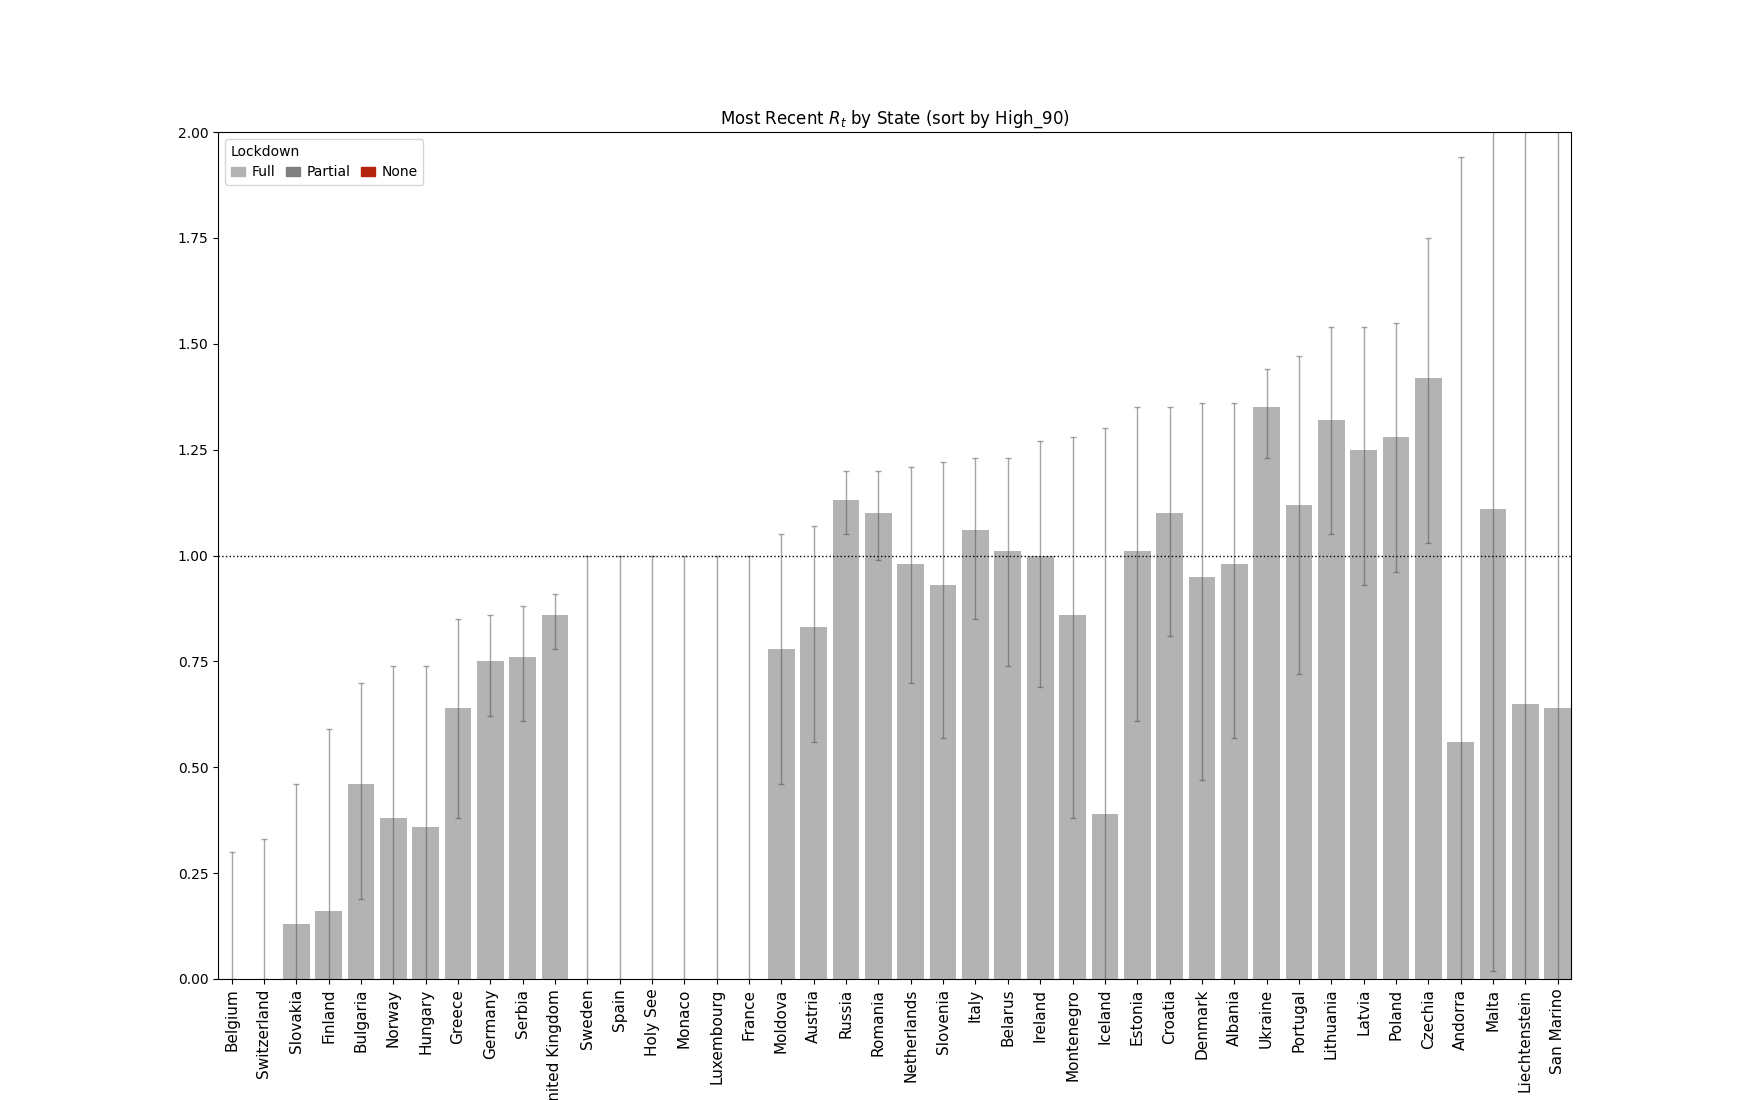 Most Recent R_t by State (sort by High_90)
Lockdown
Full Partial None
2.00
1.75
1.50
1.25
1.00
0.75
0.50
0.25
0.00
Belgium
Switzerland
Slovakia
Finland
Bulgaria
Norway
Hungary
Greece
Germany
Serbia
nited Kingdom
Sweden
Spain
Holy See
Monaco
Luxembourg
France
Moldova
Austria
Russia
Romania
Netherlands
Slovenia
Italy
Belarus
Ireland
Montenegro
Iceland
Estonia
Croatia
Denmark
Albania
Ukraine
Portugal
Lithuania
Latvia
Poland
Czechia
Andorra
Malta
Liechtenstein
San Marino